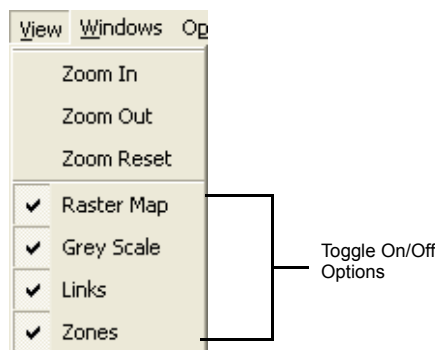 View Windows Op
Zoom In
Zoom Out
Zoom Reset
Raster Map
Grey Scale
Links
Zones
Toggle On/Off
Options